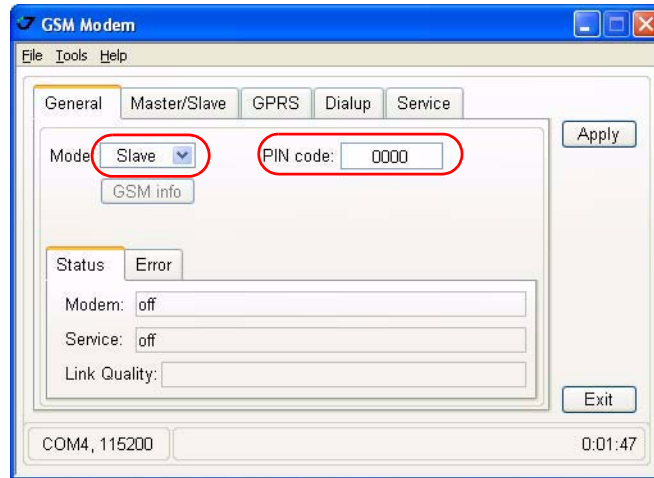 GSM Modem
File Tools Help
General Master/Slave GPRS Dialup Service
Apply
Mode Slave PIN code: 0000
GSM info
Status Error
Modem: off
Service: off
Link Quality:
Exit
COM4, 115200 0:01:47